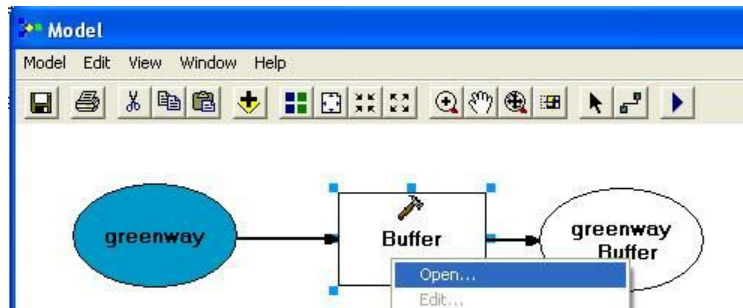 Model
Model Edit View Window Help
greenway
Buffer
greenway
Buffer
Open...
Edit...